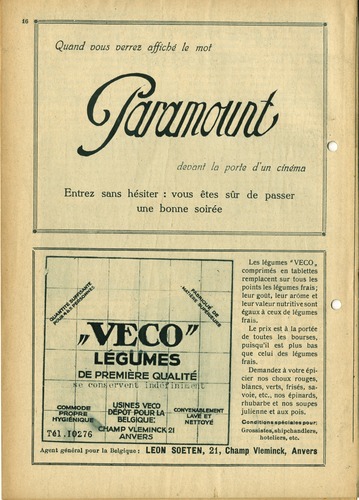 16
Quand vous verrez affiché le mot
Paramount
devant la porte d'un cinéma
Entrez sans hésiter : vous êtes sûr de passer
une bonne soirée
QUANTITÉ SUFFISANTE
POUR 4 à 5 PERSONNES
FABRIQUÉ DE
MATIÈRE SUPÉRIEURE
„VECO"
LÉGUMES
DE PREMIÈRE QUALITÉ
se conservent indéfiniment
COMMODE
PROPRE
HYGIÉNIQUE
USINES VECO
DÉPÔT POUR LA
BELGIQUE:
CHAMP VLEMINCK 21
ANVERS
CONVENABLEMENT
LAVÉ ET
NETTOYÉ
Tél. 10276
Les légumes "VECO„
comprimés en tablettes
remplacent sur tous les
points les légumes frais;
leur goût, leur arôme et
leur valeur nutritive sont
égaux à ceux de légumes
frais.
Le prix est à la portée
de toutes les bourses,
puisqu'il est plus bas
que celui des légumes
frais.
Demandez à votre épi-
cier nos choux rouges,
blancs, verts, frisés, sa-
voie, etc., nos épinards,
rhubarbe et nos soupes
julienne et aux pois.
Conditions spéciales pour:
Grossistes, shipchandlers,
hoteliers, etc.
Agent général pour la Belgique : LEON SOETEN, 21, Champ Vleminck, Anvers